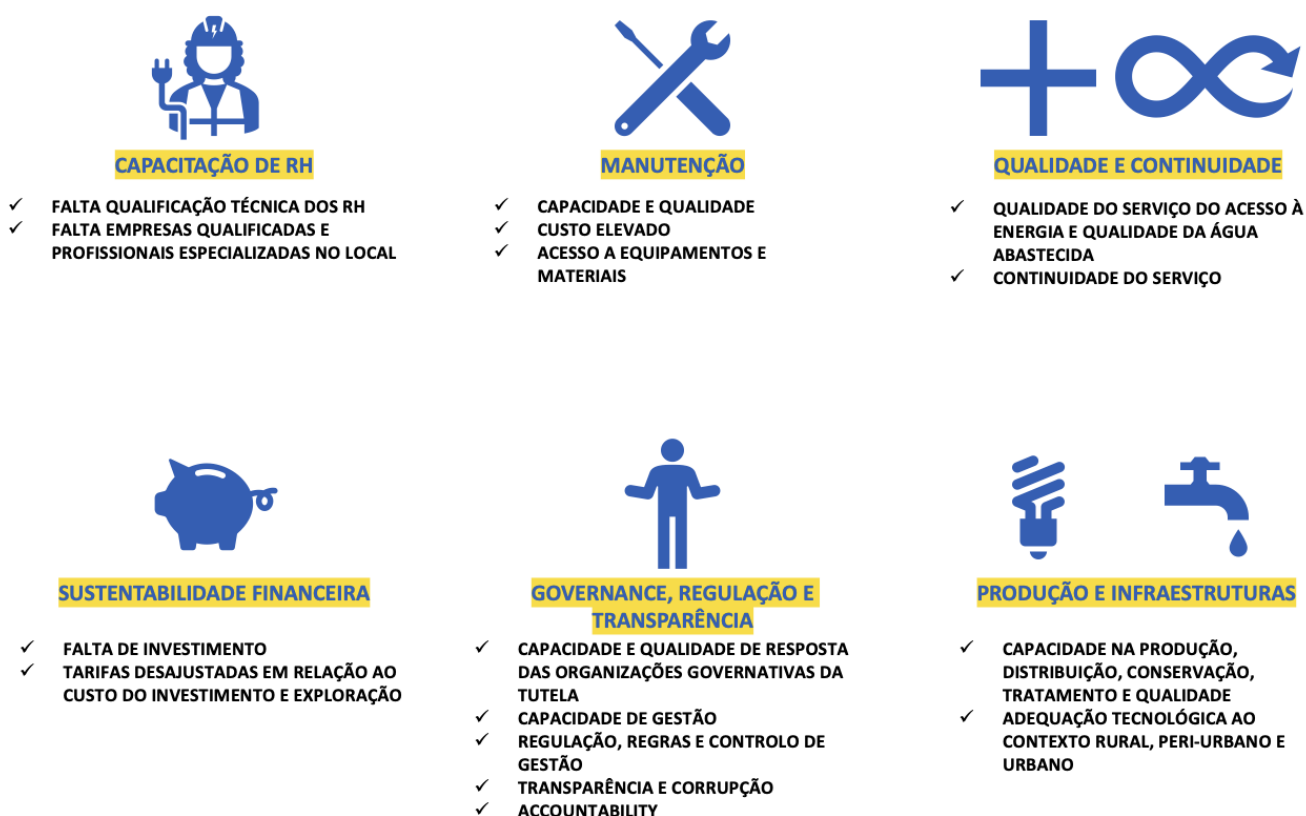 CAPACITAÇÃO DE RH
✓ FALTA QUALIFICAÇÃO TÉCNICA DOS RH
✓ FALTA EMPRESAS QUALIFICADAS E
PROFISSIONAIS ESPECIALIZADAS NO LOCAL
MANUTENÇÃO
✓ CAPACIDADE E QUALIDADE
✓ CUSTO ELEVADO
✓ ACESSO A EQUIPAMENTOS E
MATERIAIS
QUALIDADE E CONTINUIDADE
✓ QUALIDADE DO SERVIÇO DO ACESSO À
ENERGIA E QUALIDADE DA ÁGUA
ABASTECIDA
✓ CONTINUIDADE DO SERVIÇO
SUSTENTABILIDADE FINANCEIRA
✓ FALTA DE INVESTIMENTO
✓ TARIFAS DESAJUSTADAS EM RELAÇÃO AO
CUSTO DO INVESTIMENTO E EXPLORAÇÃO
GOVERNANCE, REGULAÇÃO E
TRANSPARÊNCIA
✓ CAPACIDADE E QUALIDADE DE RESPOSTA
DAS ORGANIZAÇÕES GOVERNATIVAS DA
TUTELA
✓ CAPACIDADE DE GESTÃO
✓ REGULAÇÃO, REGRAS E CONTROLO DE
GESTÃO
✓ TRANSPARÊNCIA E CORRUPÇÃO
✓ ACCOUNTABILITY
PRODUÇÃO E INFRAESTRUTURAS
✓ CAPACIDADE NA PRODUÇÃO,
DISTRIBUIÇÃO, CONSERVAÇÃO,
TRATAMENTO E QUALIDADE
✓ ADEQUAÇÃO TECNOLÓGICA AO
CONTEXTO RURAL, PERI-URBANO E
URBANO